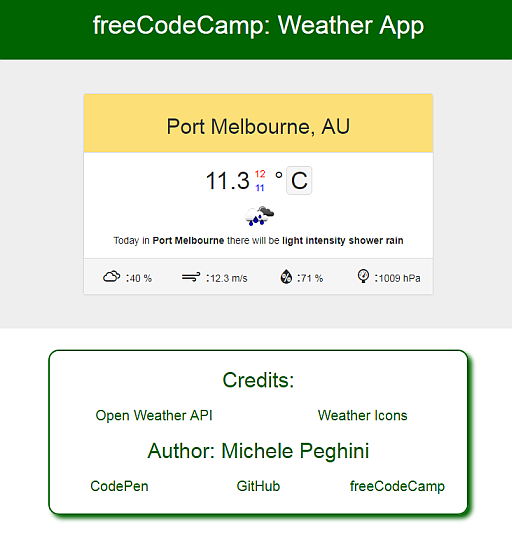 freeCodeCamp: Weather App
Port Melbourne, AU
11.3 12 11 ° C
Today in Port Melbourne there will be light intensity shower rain
:40 % :12.3 m/s :71 % :1009 hPa
Credits:
Open Weather API Weather Icons
Author: Michele Peghini
CodePen GitHub freeCodeCamp